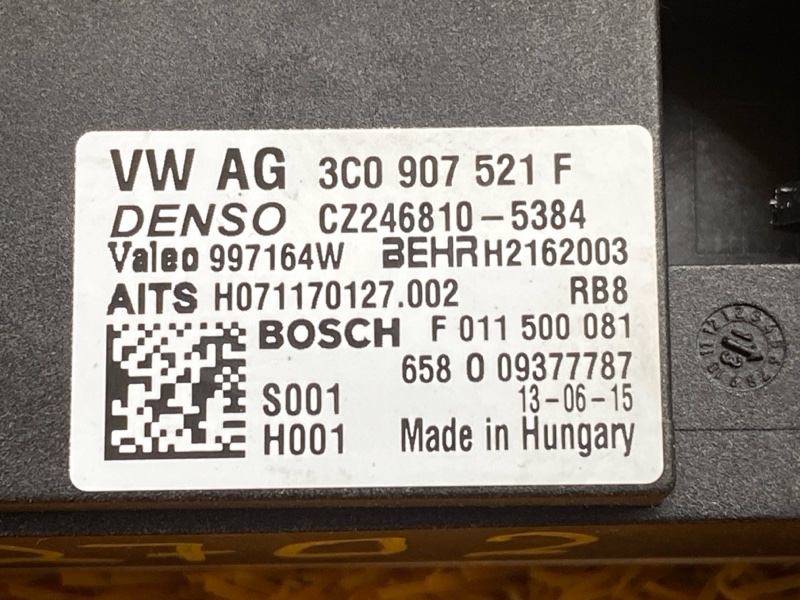 VW AG 3C0 907 521 F
DENSO CZ246810-5384
Valeo 997164W BEHR H2162003
AITS H071170127.002 RB8
BOSCH F 011 500 081
658 0 09377787
S001 13-06-15
H001 Made in Hungary